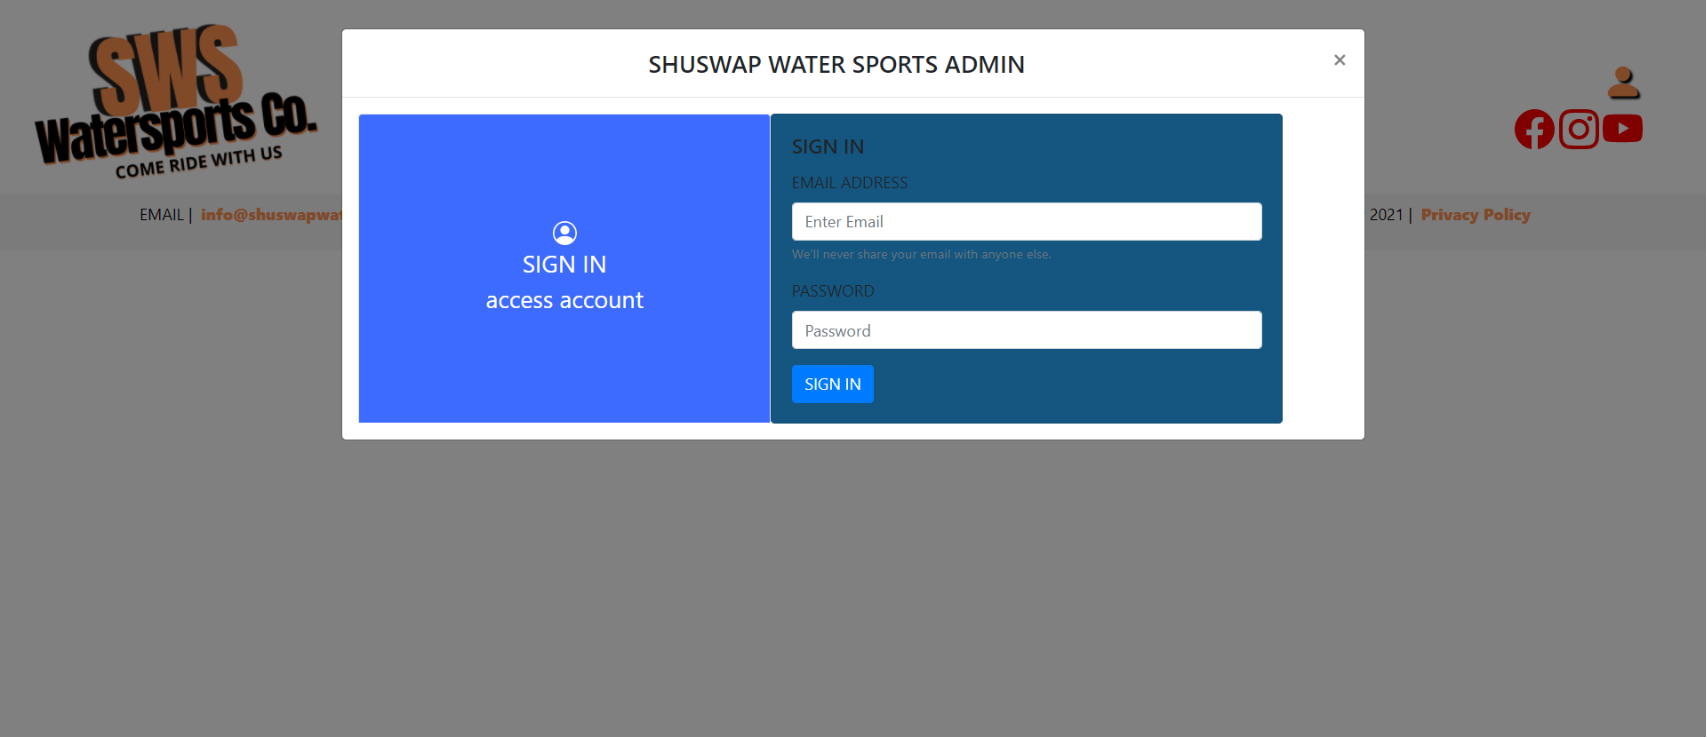 SWS
Watersports Co.
COME RIDE WITH US
SHUSWAP WATER SPORTS ADMIN
×
SIGN IN
access account
SIGN IN
EMAIL ADDRESS
Enter Email
We'll never share your email with anyone else.
PASSWORD
Password
SIGN IN
EMAIL | info@shuswapwat
2021 | Privacy Policy